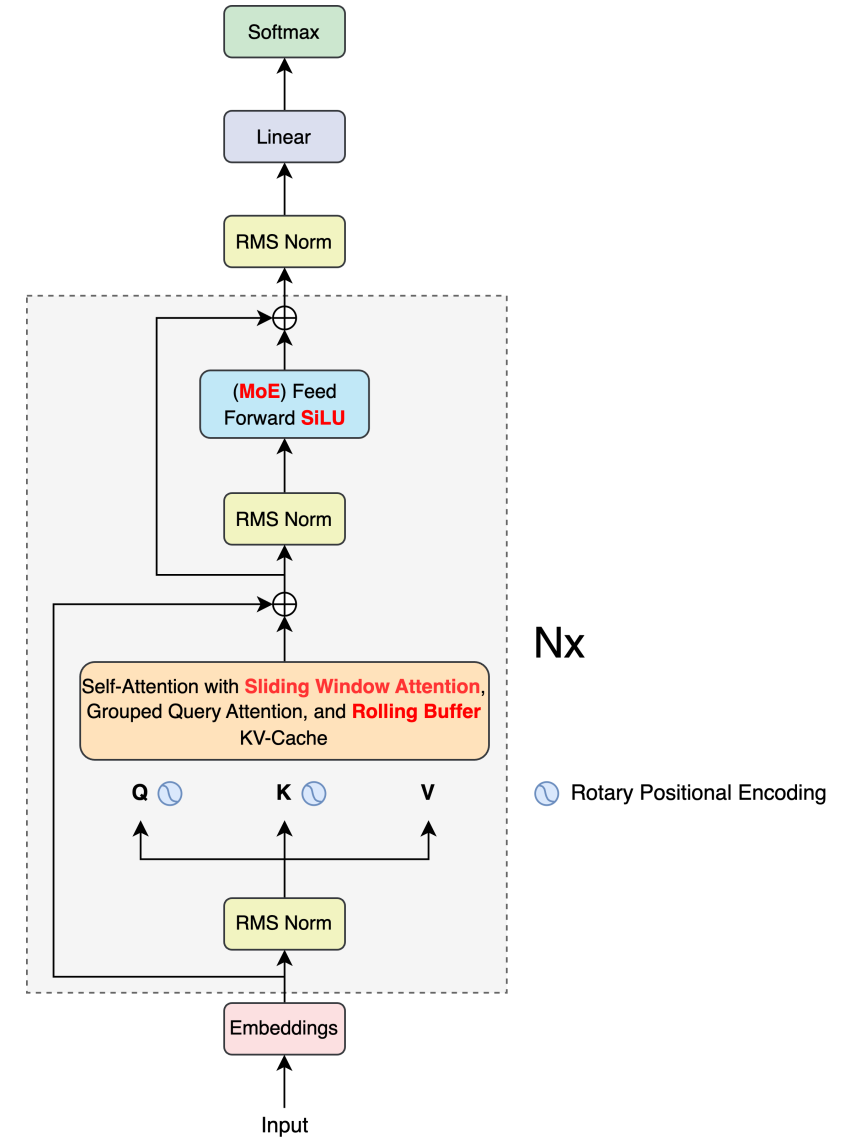 Softmax
Linear
RMS Norm
(MoE) Feed
Forward SiLU
RMS Norm
Nx
Self-Attention with Sliding Window Attention,
Grouped Query Attention, and Rolling Buffer
KV-Cache
Q K V
Rotary Positional Encoding
RMS Norm
Embeddings
Input